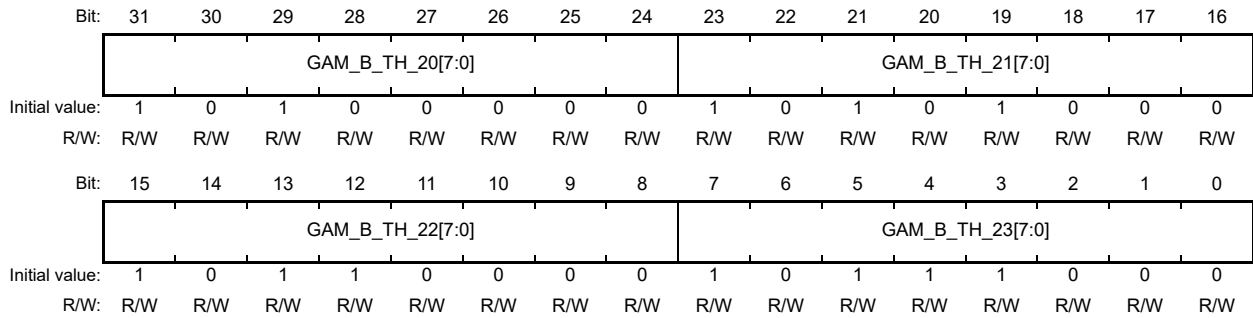 Bit: 31 30 29 28 27 26 25 24 23 22 21 20 19 18 17 16
GAM_B_TH_20[7:0] GAM_B_TH_21[7:0]
Initial value: 1 0 1 0 0 0 0 0 1 0 1 0 1 0 0 0
R/W: R/W R/W R/W R/W R/W R/W R/W R/W R/W R/W R/W R/W R/W R/W R/W R/W
Bit: 15 14 13 12 11 10 9 8 7 6 5 4 3 2 1 0
GAM_B_TH_22[7:0] GAM_B_TH_23[7:0]
Initial value: 1 0 1 1 0 0 0 0 1 0 1 1 1 0 0 0
R/W: R/W R/W R/W R/W R/W R/W R/W R/W R/W R/W R/W R/W R/W R/W R/W R/W